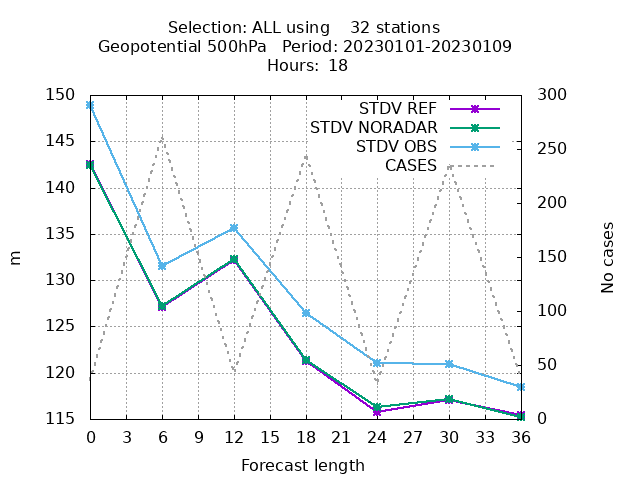 Selection: ALL using    32 stations
Geopotential 500hPa   Period: 20230101-20230109
Hours:  18
150
145
140
135
130
125
120
115
m
STDV REF
STDV NORADAR
STDV OBS
CASES
300
250
200
150
100
50
0
No cases
0 3 6 9 12 15 18 21 24 27 30 33 36
Forecast length